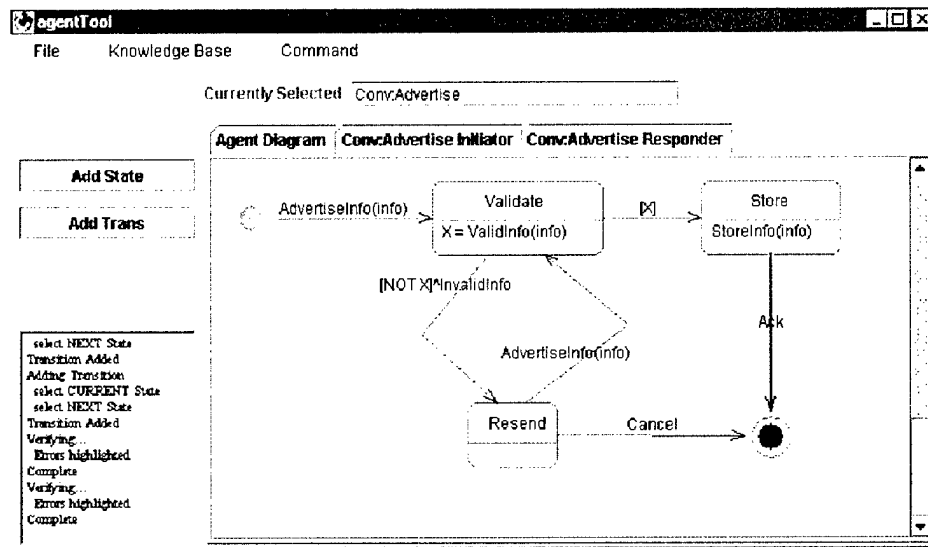 agentTool
File Knowledge Base Command
Currently Selected Conv:Advertise
Agent Diagram Conv:Advertise Initiator Conv:Advertise Responder
Add State
Add Trans
AdvertiseInfo(info)
Validate
X = ValidInfo(info)
[X]
Store
StoreInfo(info)
[NOT X]^InvalidInfo
AdvertiseInfo(info)
Ack
Resend
Cancel
select NEXT State
Transition Added
Adding Transition
select CURRENT State
select NEXT State
Transition Added
Verifying...
Errors highlighted
Complete
Verifying...
Errors highlighted
Complete